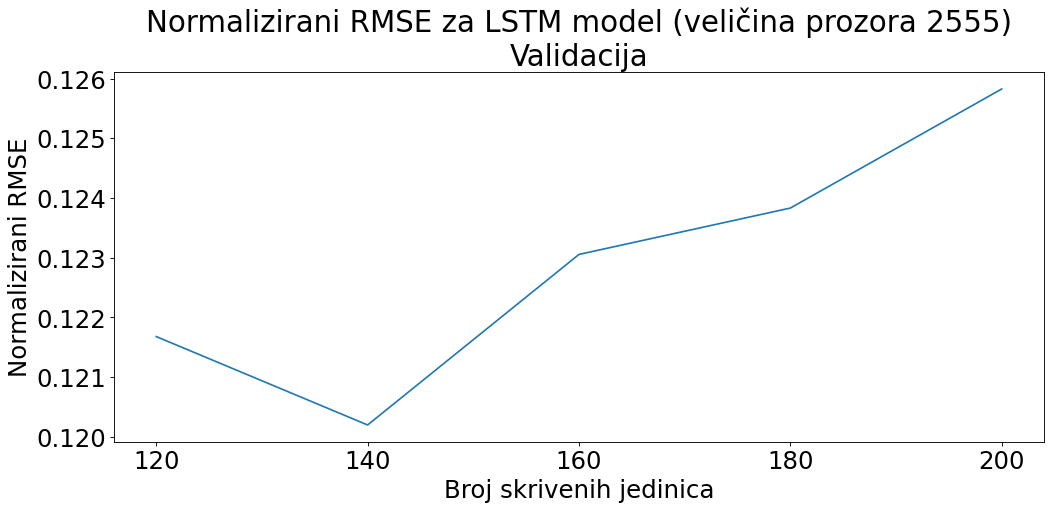 Normalizirani RMSE za LSTM model (veličina prozora 2555)
Validacija
0.126
0.125
0.124
0.123
0.122
0.121
0.120
Normalizirani RMSE
120 140 160 180 200
Broj skrivenih jedinica